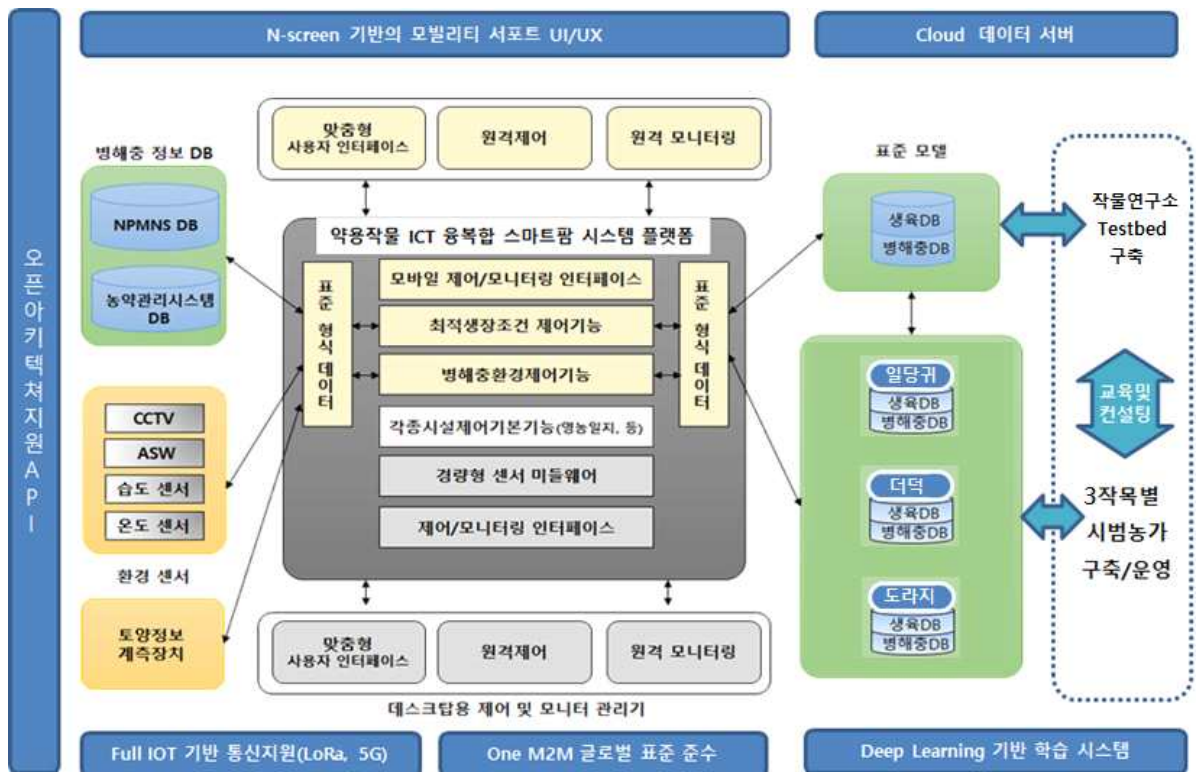 N-screen 기반의 모빌리티 서포트 UI/UX
Cloud 데이터 서버
오픈아키텍쳐지원API
맞춤형
사용자 인터페이스
원격제어
원격 모니터링
병해충 정보 DB
NPMNS DB
농약관리시스템
DB
CCTV
ASW
습도 센서
온도 센서
환경 센서
토양정보
계측장치
약용작물 ICT 융복합 스마트팜 시스템 플랫폼
표준 형식 데이터
모바일 제어/모니터링 인터페이스
최적생장조건 제어기능
병해충환경제어기능
각종시설제어기본기능(영농일지, 등)
경량형 센서 미들웨어
제어/모니터링 인터페이스
표준 형식 데이터
맞춤형
사용자 인터페이스
원격제어
원격 모니터링
데스크탑용 제어 및 모니터 관리기
표준 모델
생육DB
병해충DB
일당귀
생육DB
병해충DB
더덕
생육DB
병해충DB
도라지
생육DB
병해충DB
작물연구소
Testbed
구축
교육및
컨설팅
3작목별
시범농가
구축/운영
Full IOT 기반 통신지원(LoRa, 5G)
One M2M 글로벌 표준 준수
Deep Learning 기반 학습 시스템